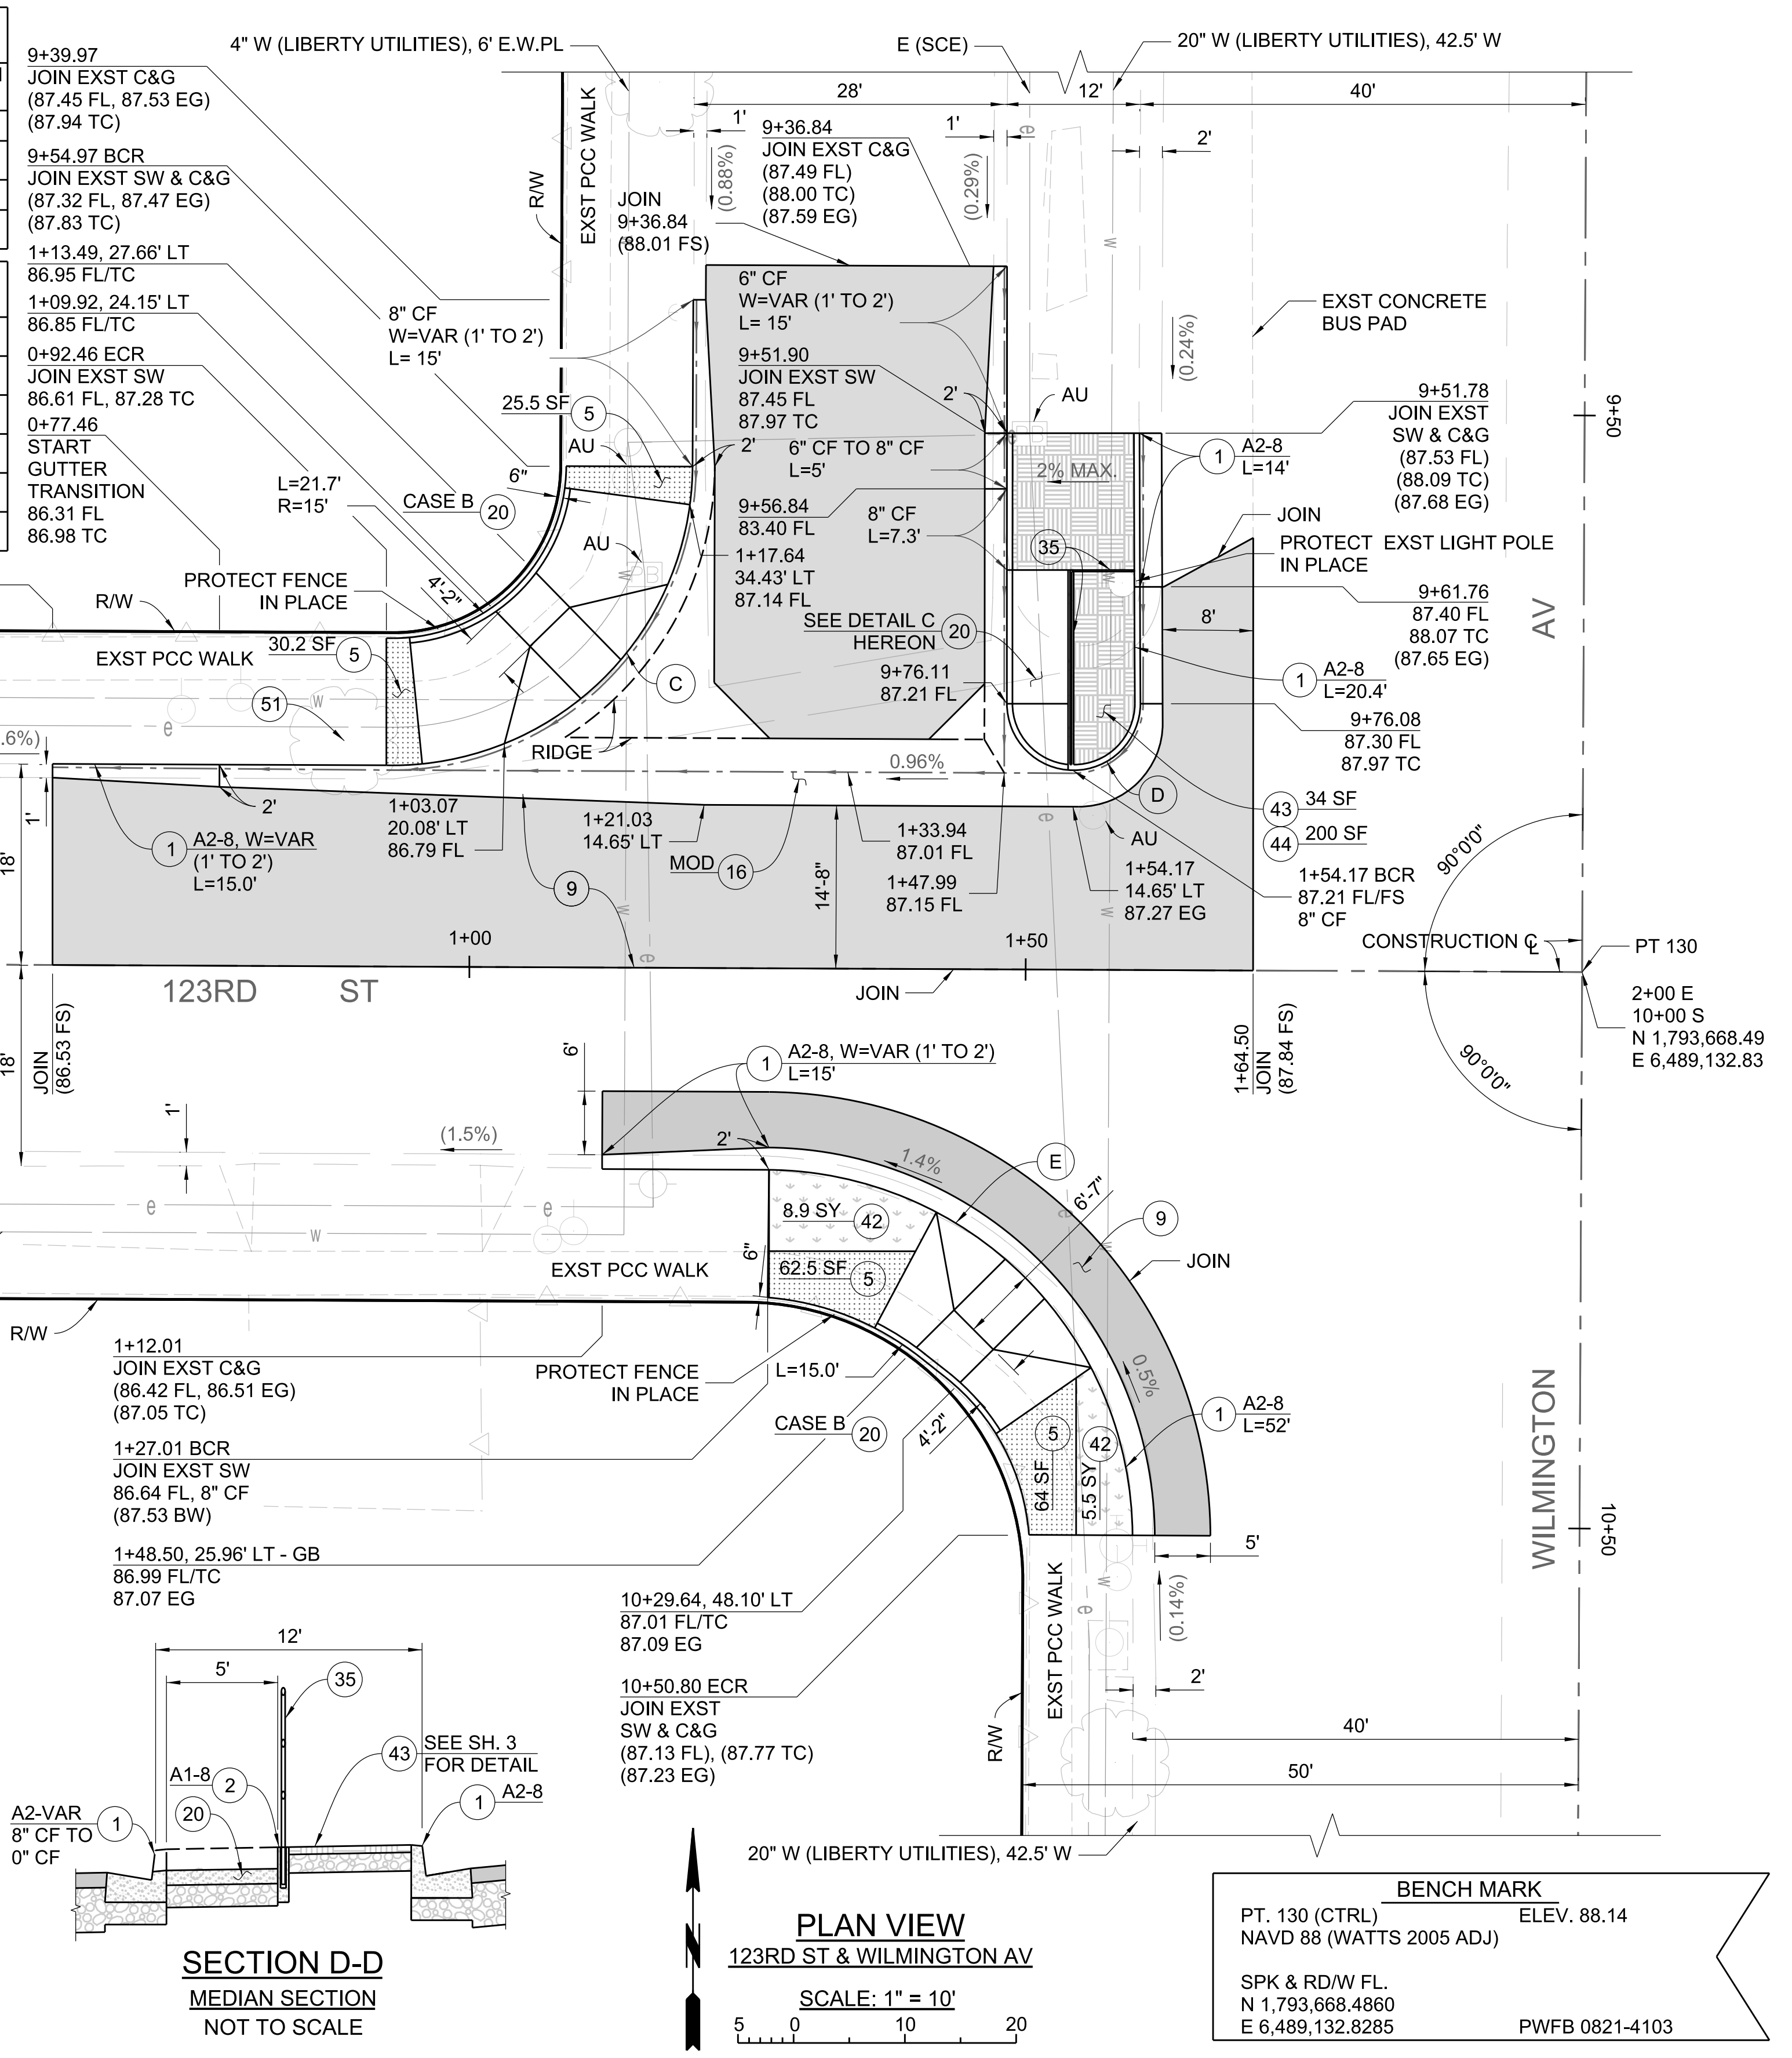 9+39.97
JOIN EXST C&G
(87.45 FL, 87.53 EG)
(87.94 TC)
9+54.97 BCR
JOIN EXST SW & C&G
(87.32 FL, 87.47 EG)
(87.83 TC)
1+13.49, 27.66' LT
86.95 FL/TC
1+09.92, 24.15' LT
86.85 FL/TC
0+92.46 ECR
JOIN EXST SW
86.61 FL, 87.28 TC
0+77.46
START
GUTTER
TRANSITION
86.31 FL
86.98 TC
4" W (LIBERTY UTILITIES), 6' E.W.PL
E (SCE)
20" W (LIBERTY UTILITIES), 42.5' W
28'
12'
40'
1'
1'
2'
R/W
EXST PCC WALK
(0.88%)
(0.29%)
(0.24%)
9+36.84
JOIN EXST C&G
(87.49 FL)
(88.00 TC)
(87.59 EG)
JOIN
9+36.84
(88.01 FS)
6" CF
W=VAR (1' TO 2')
L= 15'
8" CF
W=VAR (1' TO 2')
L= 15'
EXST CONCRETE
BUS PAD
9+51.90
JOIN EXST SW
87.45 FL
87.97 TC
2'
AU
9+51.78
JOIN EXST
SW & C&G
(87.53 FL)
(88.09 TC)
(87.68 EG)
9+50
25.5 SF
5
AU
2'
6" CF TO 8" CF
L=5'
2% MAX.
1
A2-8
L=14'
6"
L=21.7'
R=15'
CASE B
20
9+56.84
83.40 FL
8" CF
L=7.3'
JOIN
PROTECT EXST LIGHT POLE
IN PLACE
35
AU
PB
1+17.64
34.43' LT
87.14 FL
PROTECT FENCE
IN PLACE
4'-2"
R/W
9+61.76
87.40 FL
88.07 TC
(87.65 EG)
8'
AV
SEE DETAIL C
HEREON
20
EXST PCC WALK
30.2 SF
5
C
9+76.11
87.21 FL
1
A2-8
L=20.4'
51
9+76.08
87.30 FL
87.97 TC
.6%)
RIDGE
0.96%
D
43
34 SF
44
200 SF
1'
2'
1
A2-8, W=VAR
(1' TO 2')
L=15.0'
1+03.07
20.08' LT
86.79 FL
1+21.03
14.65' LT
MOD
16
1+33.94
87.01 FL
1+47.99
87.15 FL
AU
1+54.17
14.65' LT
87.27 EG
1+54.17 BCR
87.21 FL/FS
8" CF
90°0'0"
18'
9
14'-8"
1+00
1+50
CONSTRUCTION ℄
PT 130
123RD ST
JOIN
2+00 E
10+00 S
N 1,793,668.49
E 6,489,132.83
18'
JOIN
(86.53 FS)
1+64.50
JOIN
(87.84 FS)
90°0'0"
6'
1
A2-8, W=VAR (1' TO 2')
L=15'
1'
(1.5%)
2'
1.4%
E
6'-7"
9
8.9 SY
42
6"
EXST PCC WALK
62.5 SF
5
JOIN
R/W
1+12.01
JOIN EXST C&G
(86.42 FL, 86.51 EG)
(87.05 TC)
PROTECT FENCE
IN PLACE
L=15.0'
0.5%
1
A2-8
L=52'
CASE B
20
4'-2"
5
64 SF
42
5.5 SY
WILMINGTON
1+27.01 BCR
JOIN EXST SW
86.64 FL, 8" CF
(87.53 BW)
10+50
5'
1+48.50, 25.96' LT - GB
86.99 FL/TC
87.07 EG
10+29.64, 48.10' LT
87.01 FL/TC
87.09 EG
EXST PCC WALK
(0.14%)
10+50.80 ECR
JOIN EXST
SW & C&G
(87.13 FL), (87.77 TC)
(87.23 EG)
R/W
2'
40'
50'
12'
5'
35
43
SEE SH. 3
FOR DETAIL
A1-8
2
20
1
A2-8
A2-VAR
8" CF TO
0" CF
1
20" W (LIBERTY UTILITIES), 42.5' W
SECTION D-D
MEDIAN SECTION
NOT TO SCALE
N
PLAN VIEW
123RD ST & WILMINGTON AV
SCALE: 1" = 10'
5 0 10 20
BENCH MARK
PT. 130 (CTRL) ELEV. 88.14
NAVD 88 (WATTS 2005 ADJ)
SPK & RD/W FL.
N 1,793,668.4860
E 6,489,132.8285 PWFB 0821-4103